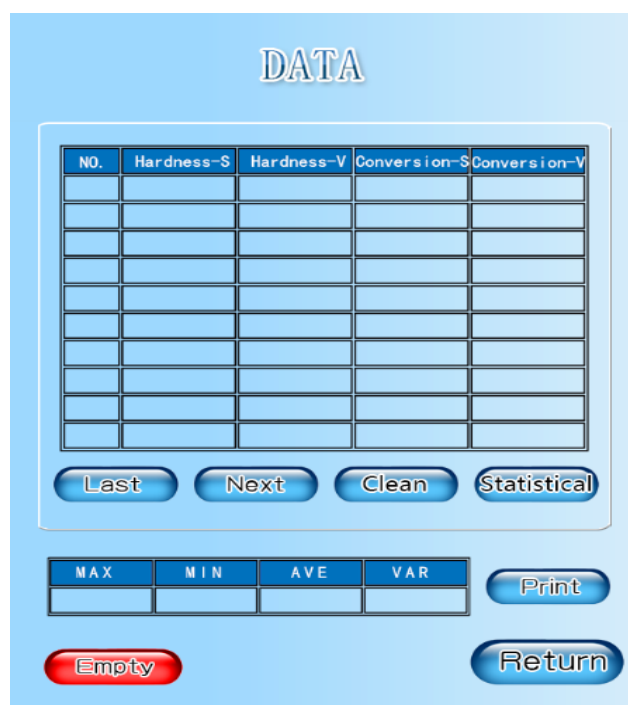 DATA
NO. Hardness-S Hardness-V Conversion-S Conversion-V
Last Next Clean Statistical
MAX MIN AVE VAR
Print
Empty
Return